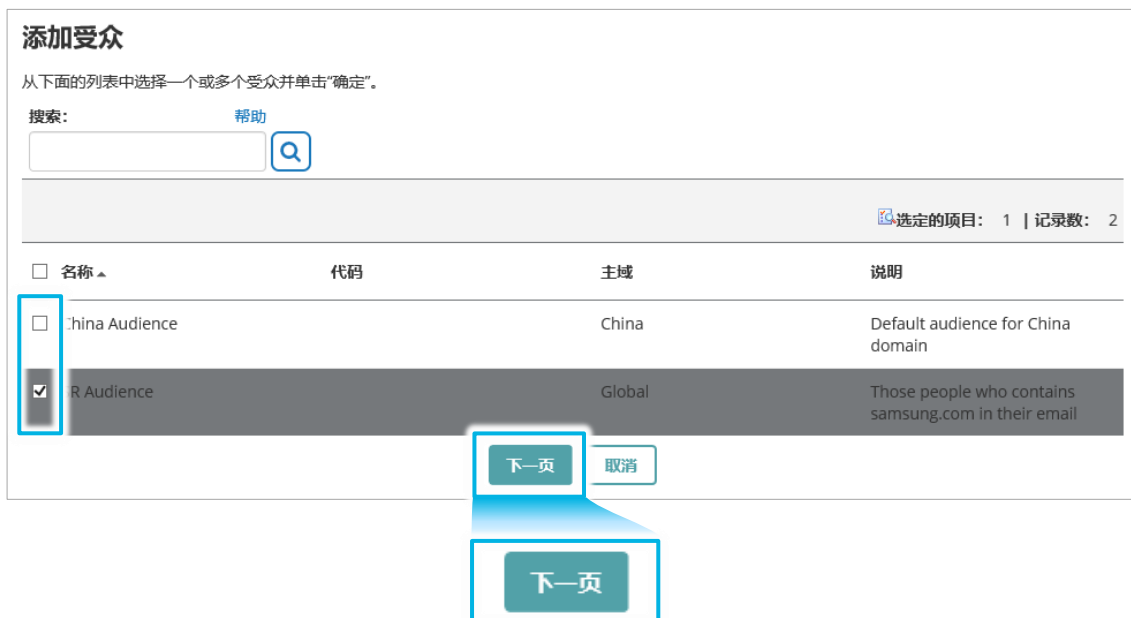 添加受众
从下面的列表中选择一个或多个受众并单击“确定”。
搜索： 帮助
选定的项目： 1 | 记录数： 2
名称 代码 主域 说明
hina Audience China Default audience for China
domain
R Audience Global Those people who contains
samsung.com in their email
下一页 取消
下一页